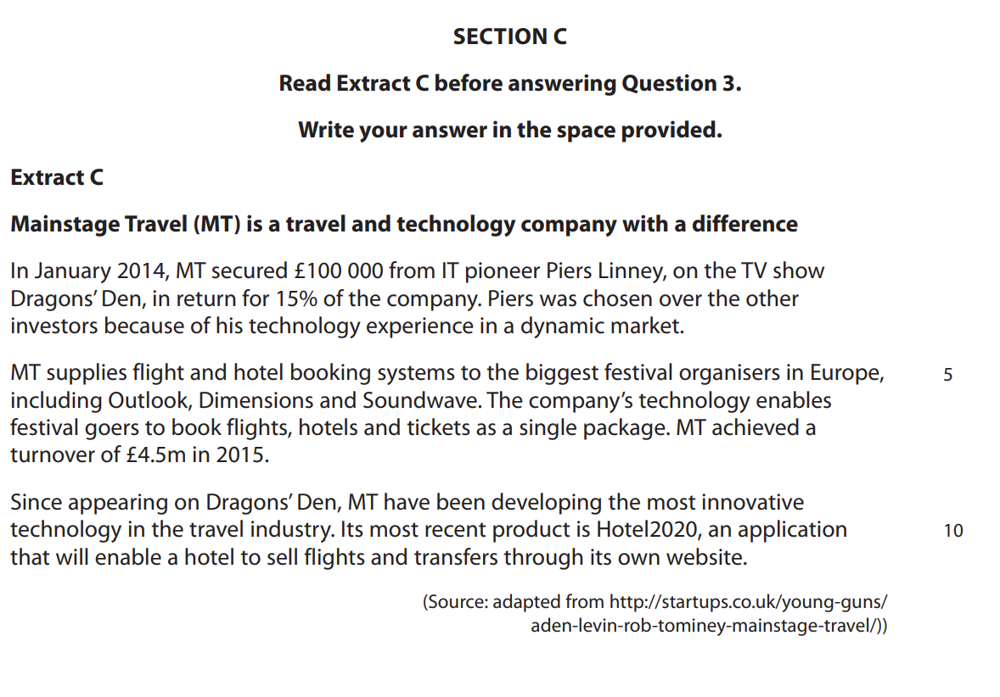 SECTION C
Read Extract C before answering Question 3.
Write your answer in the space provided.
Extract C
Mainstage Travel (MT) is a travel and technology company with a difference
In January 2014, MT secured £100 000 from IT pioneer Piers Linney, on the TV show
Dragons’ Den, in return for 15% of the company. Piers was chosen over the other
investors because of his technology experience in a dynamic market.
MT supplies flight and hotel booking systems to the biggest festival organisers in Europe, 5
including Outlook, Dimensions and Soundwave. The company’s technology enables
festival goers to book flights, hotels and tickets as a single package. MT achieved a
turnover of £4.5m in 2015.
Since appearing on Dragons’ Den, MT have been developing the most innovative
technology in the travel industry. Its most recent product is Hotel2020, an application 10
that will enable a hotel to sell flights and transfers through its own website.
(Source: adapted from http://startups.co.uk/young-guns/
aden-levin-rob-tominey-mainstage-travel/))